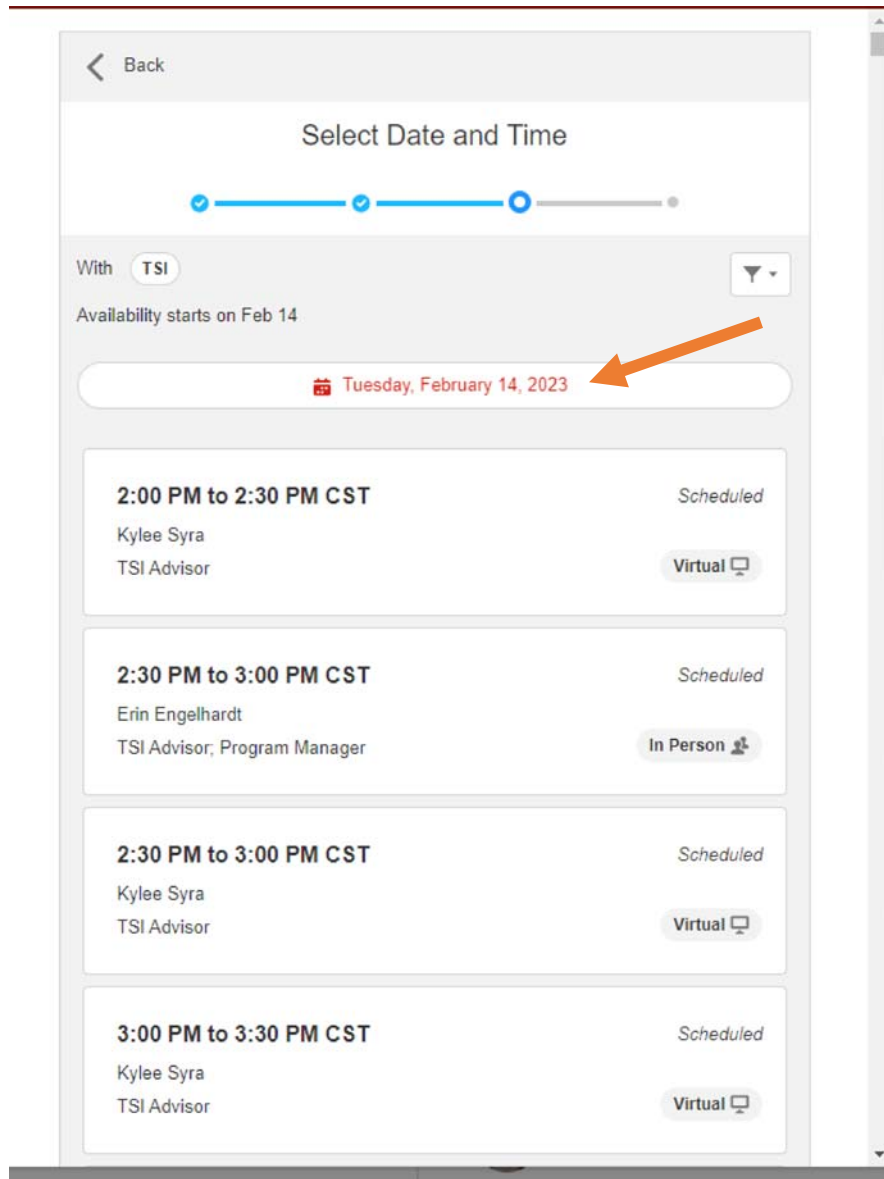 Back
Select Date and Time
With TSI
Availability starts on Feb 14
Tuesday, February 14, 2023
2:00 PM to 2:30 PM CST Scheduled
Kylee Syra
TSI Advisor Virtual
2:30 PM to 3:00 PM CST Scheduled
Erin Engelhardt
TSI Advisor; Program Manager In Person
2:30 PM to 3:00 PM CST Scheduled
Kylee Syra
TSI Advisor Virtual
3:00 PM to 3:30 PM CST Scheduled
Kylee Syra
TSI Advisor Virtual